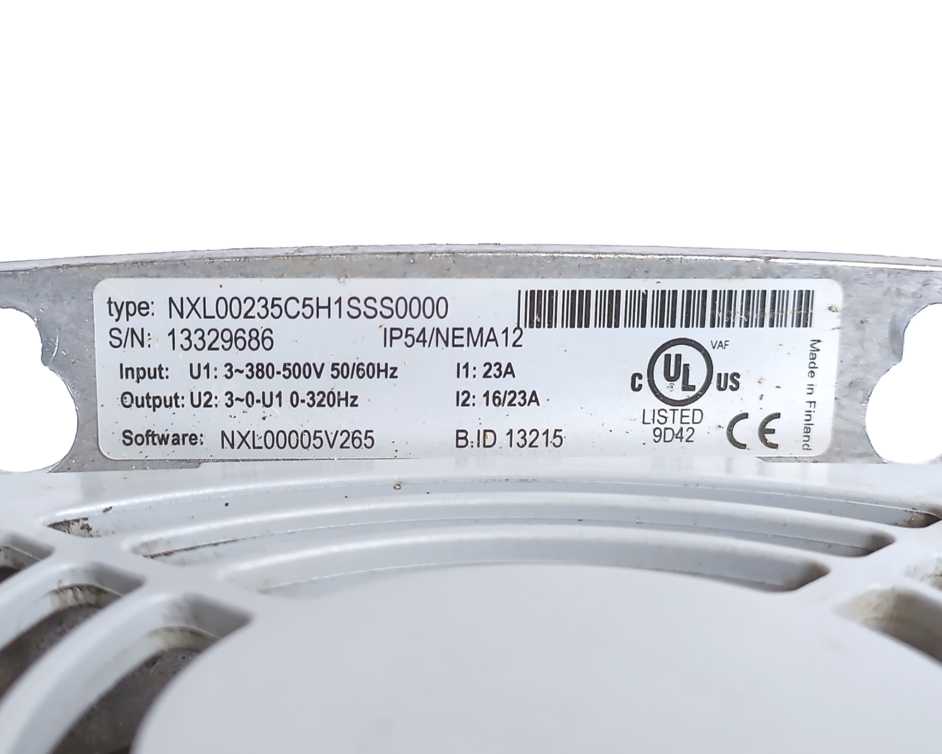 type: NXL00235C5H1SSS0000
S/N: 13329686 IP54/NEMA12
Input: U1: 3~380-500V 50/60Hz I1: 23A
Output: U2: 3~0-U1 0-320Hz I2: 16/23A
Software: NXL00005V265 B.ID 13215
VAF
C UL US
LISTED
9D42
CE
Made in Finland